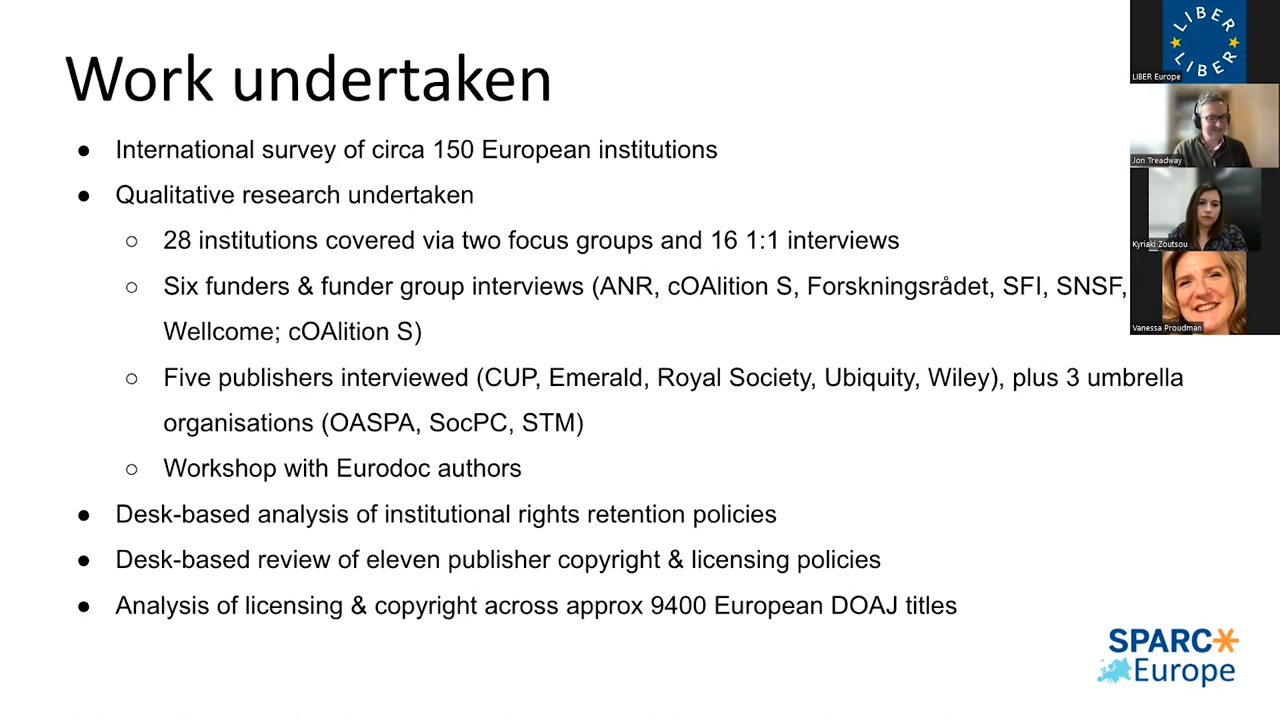 Work undertaken
● International survey of circa 150 European institutions
● Qualitative research undertaken
○ 28 institutions covered via two focus groups and 16 1:1 interviews
○ Six funders & funder group interviews (ANR, cOAlition S, Forskningsrådet, SFI, SNSF,
Wellcome; cOAlition S)
○ Five publishers interviewed (CUP, Emerald, Royal Society, Ubiquity, Wiley), plus 3 umbrella
organisations (OASPA, SocPC, STM)
○ Workshop with Eurodoc authors
● Desk-based analysis of institutional rights retention policies
● Desk-based review of eleven publisher copyright & licensing policies
● Analysis of licensing & copyright across approx 9400 European DOAJ titles
LIBER
LIBER
LIBER Europe
Jon Treadway
Kyriaki Zoutsou
Vanessa Proudman
SPARC
Europe